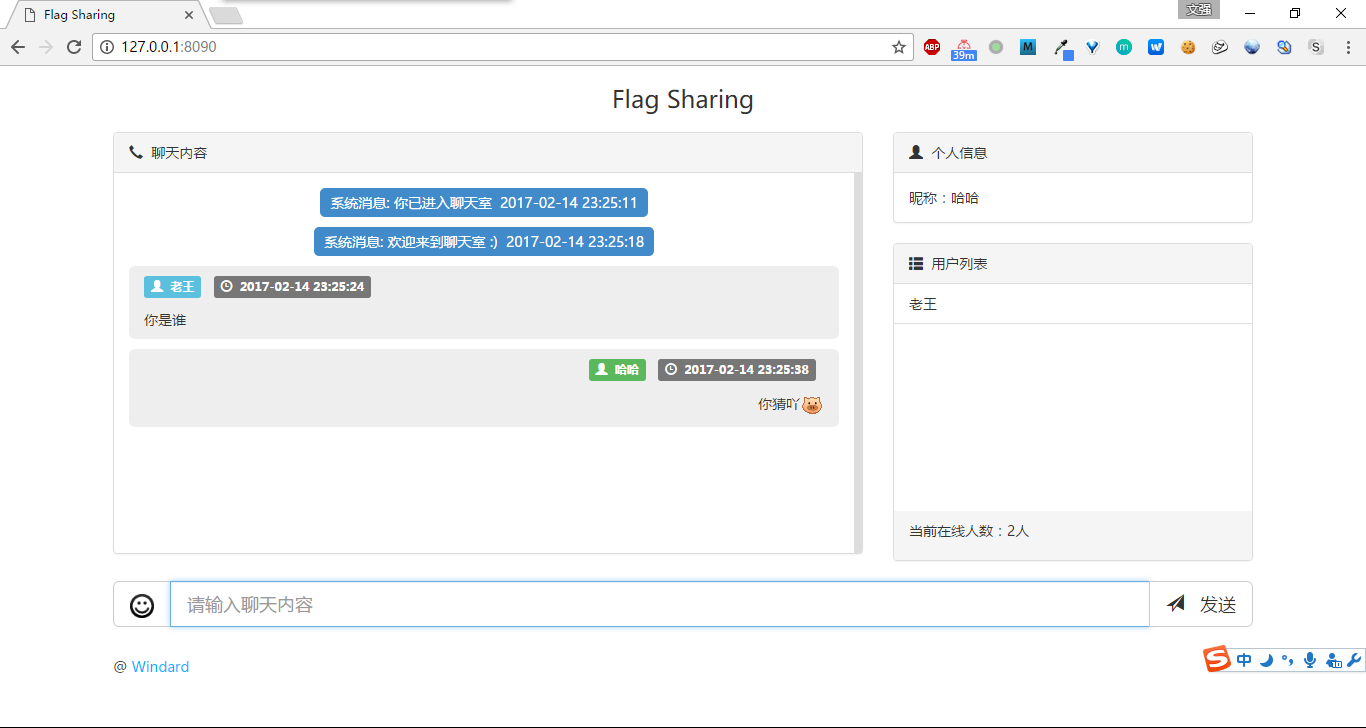 Flag Sharing
文强
127.0.0.1:8090
ABP
39m
M
m
W
S
Flag Sharing
聊天内容
系统消息: 你已进入聊天室 2017-02-14 23:25:11
系统消息: 欢迎来到聊天室 :) 2017-02-14 23:25:18
老王 2017-02-14 23:25:24
你是谁
哈哈 2017-02-14 23:25:38
你猜吖
个人信息
昵称：哈哈
用户列表
老王
当前在线人数：2人
请输入聊天内容
发送
@ Windard
S 中